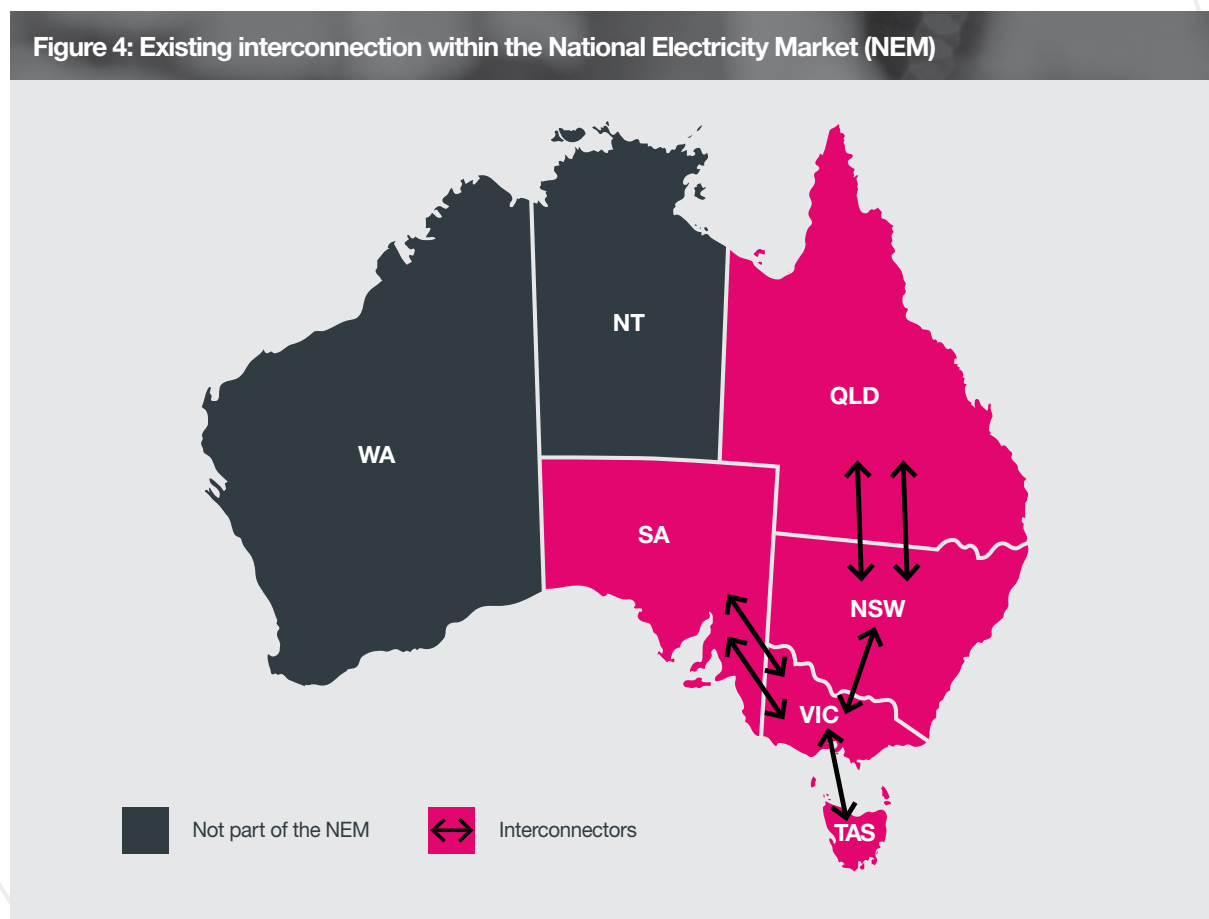 Figure 4: Existing interconnection within the National Electricity Market (NEM)
NT
QLD
WA
SA
NSW
VIC
TAS
Not part of the NEM
Interconnectors